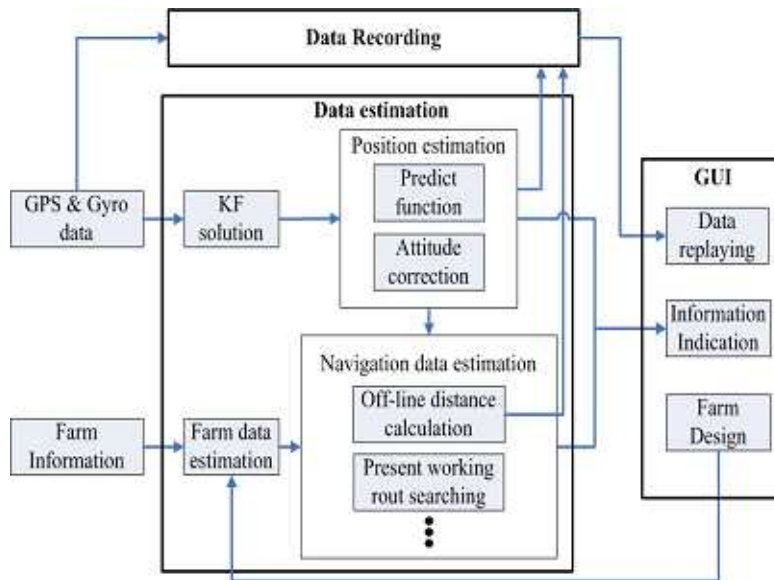 Data Recording
Data estimation
Position estimation
Predict
function
Attitude
correction
GPS & Gyro
data
KF
solution
GUI
Data
replaying
Information
Indication
Farm
Design
Navigation data estimation
Off-line distance
calculation
Present working
rout searching
Farm
Information
Farm data
estimation